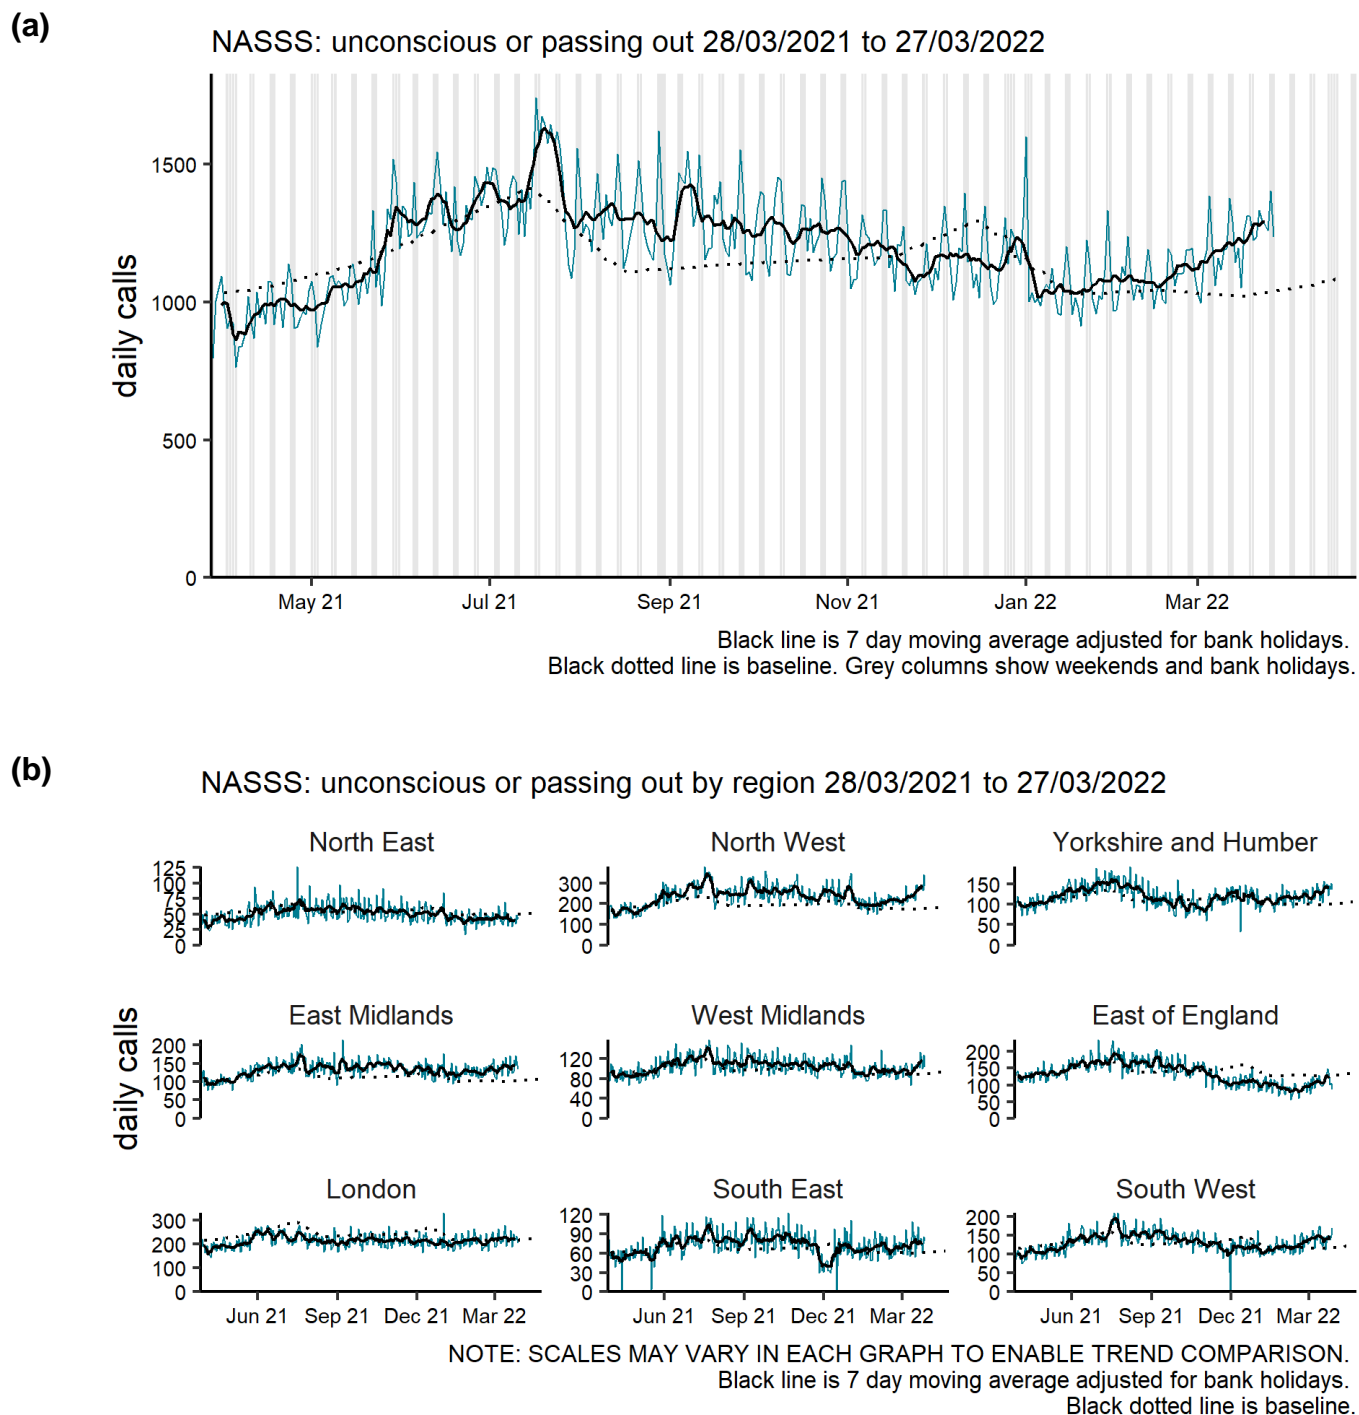 (a)
NASSS: unconscious or passing out 28/03/2021 to 27/03/2022
daily calls
1500
1000
500
0
May 21 Jul 21 Sep 21 Nov 21 Jan 22 Mar 22
Black line is 7 day moving average adjusted for bank holidays.
Black dotted line is baseline. Grey columns show weekends and bank holidays.
(b)
NASSS: unconscious or passing out by region 28/03/2021 to 27/03/2022
daily calls
North East
125
100
75
50
25
0
North West
300
200
100
0
Yorkshire and Humber
150
100
50
0
East Midlands
200
150
100
50
0
West Midlands
120
80
40
0
East of England
200
150
100
50
0
London
300
200
100
0
South East
120
90
60
30
0
South West
200
150
100
50
0
Jun 21 Sep 21 Dec 21 Mar 22
Jun 21 Sep 21 Dec 21 Mar 22
Jun 21 Sep 21 Dec 21 Mar 22
NOTE: SCALES MAY VARY IN EACH GRAPH TO ENABLE TREND COMPARISON.
Black line is 7 day moving average adjusted for bank holidays.
Black dotted line is baseline.